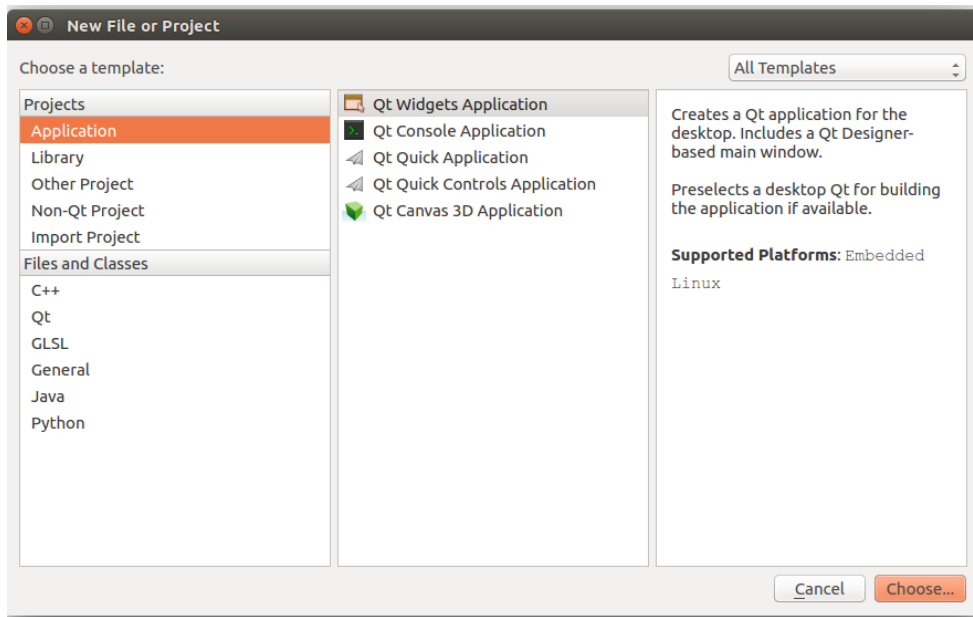 New File or Project
Choose a template:
All Templates
Projects
Application
Library
Other Project
Non-Qt Project
Import Project
Files and Classes
C++
Qt
GLSL
General
Java
Python
Qt Widgets Application
Qt Console Application
Qt Quick Application
Qt Quick Controls Application
Qt Canvas 3D Application
Creates a Qt application for the
desktop. Includes a Qt Designer-
based main window.
Preselects a desktop Qt for building
the application if available.
Supported Platforms: Embedded
Linux
Cancel
Choose...